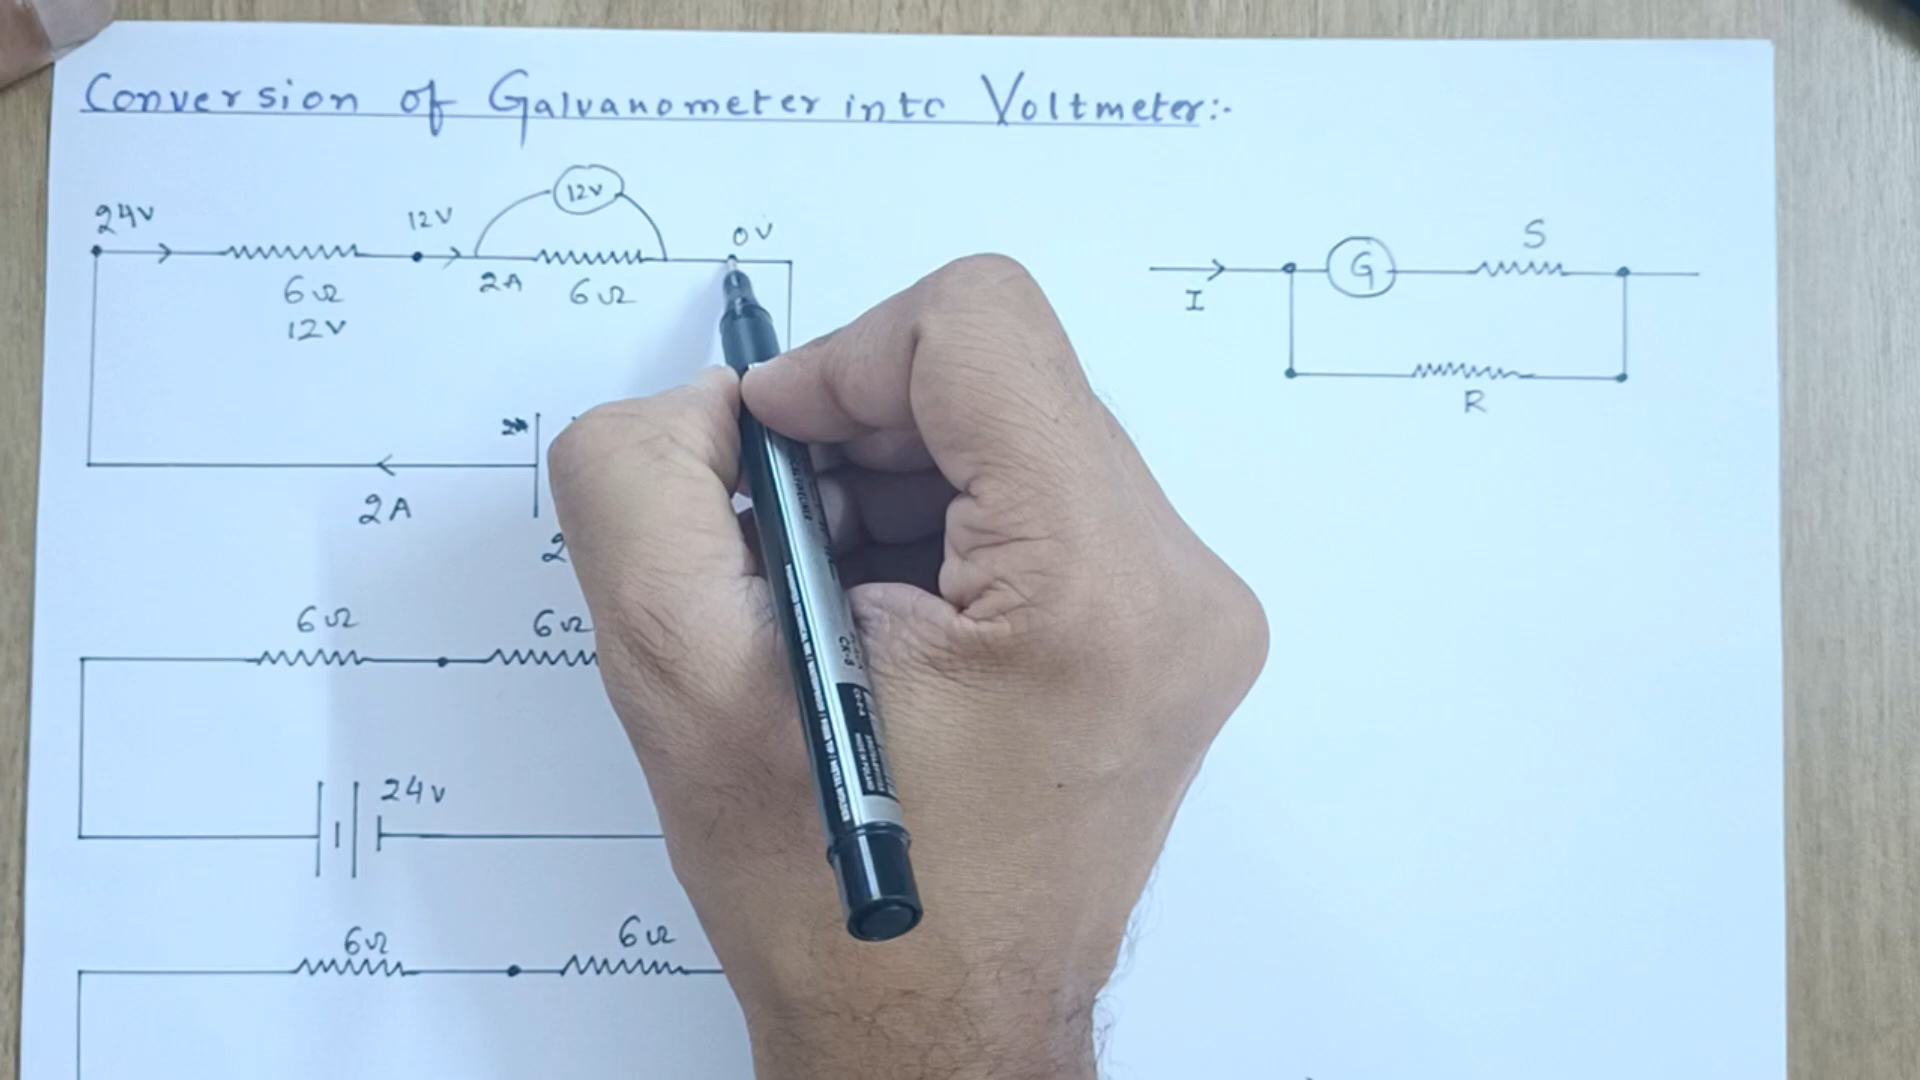 Conversion of Galvanometer into Voltmeter:-
12V
24V
12V
0V
2A
6Ω
6Ω
12V
2A
2
G
S
I
R
6Ω
6Ω
24V
6Ω
6Ω